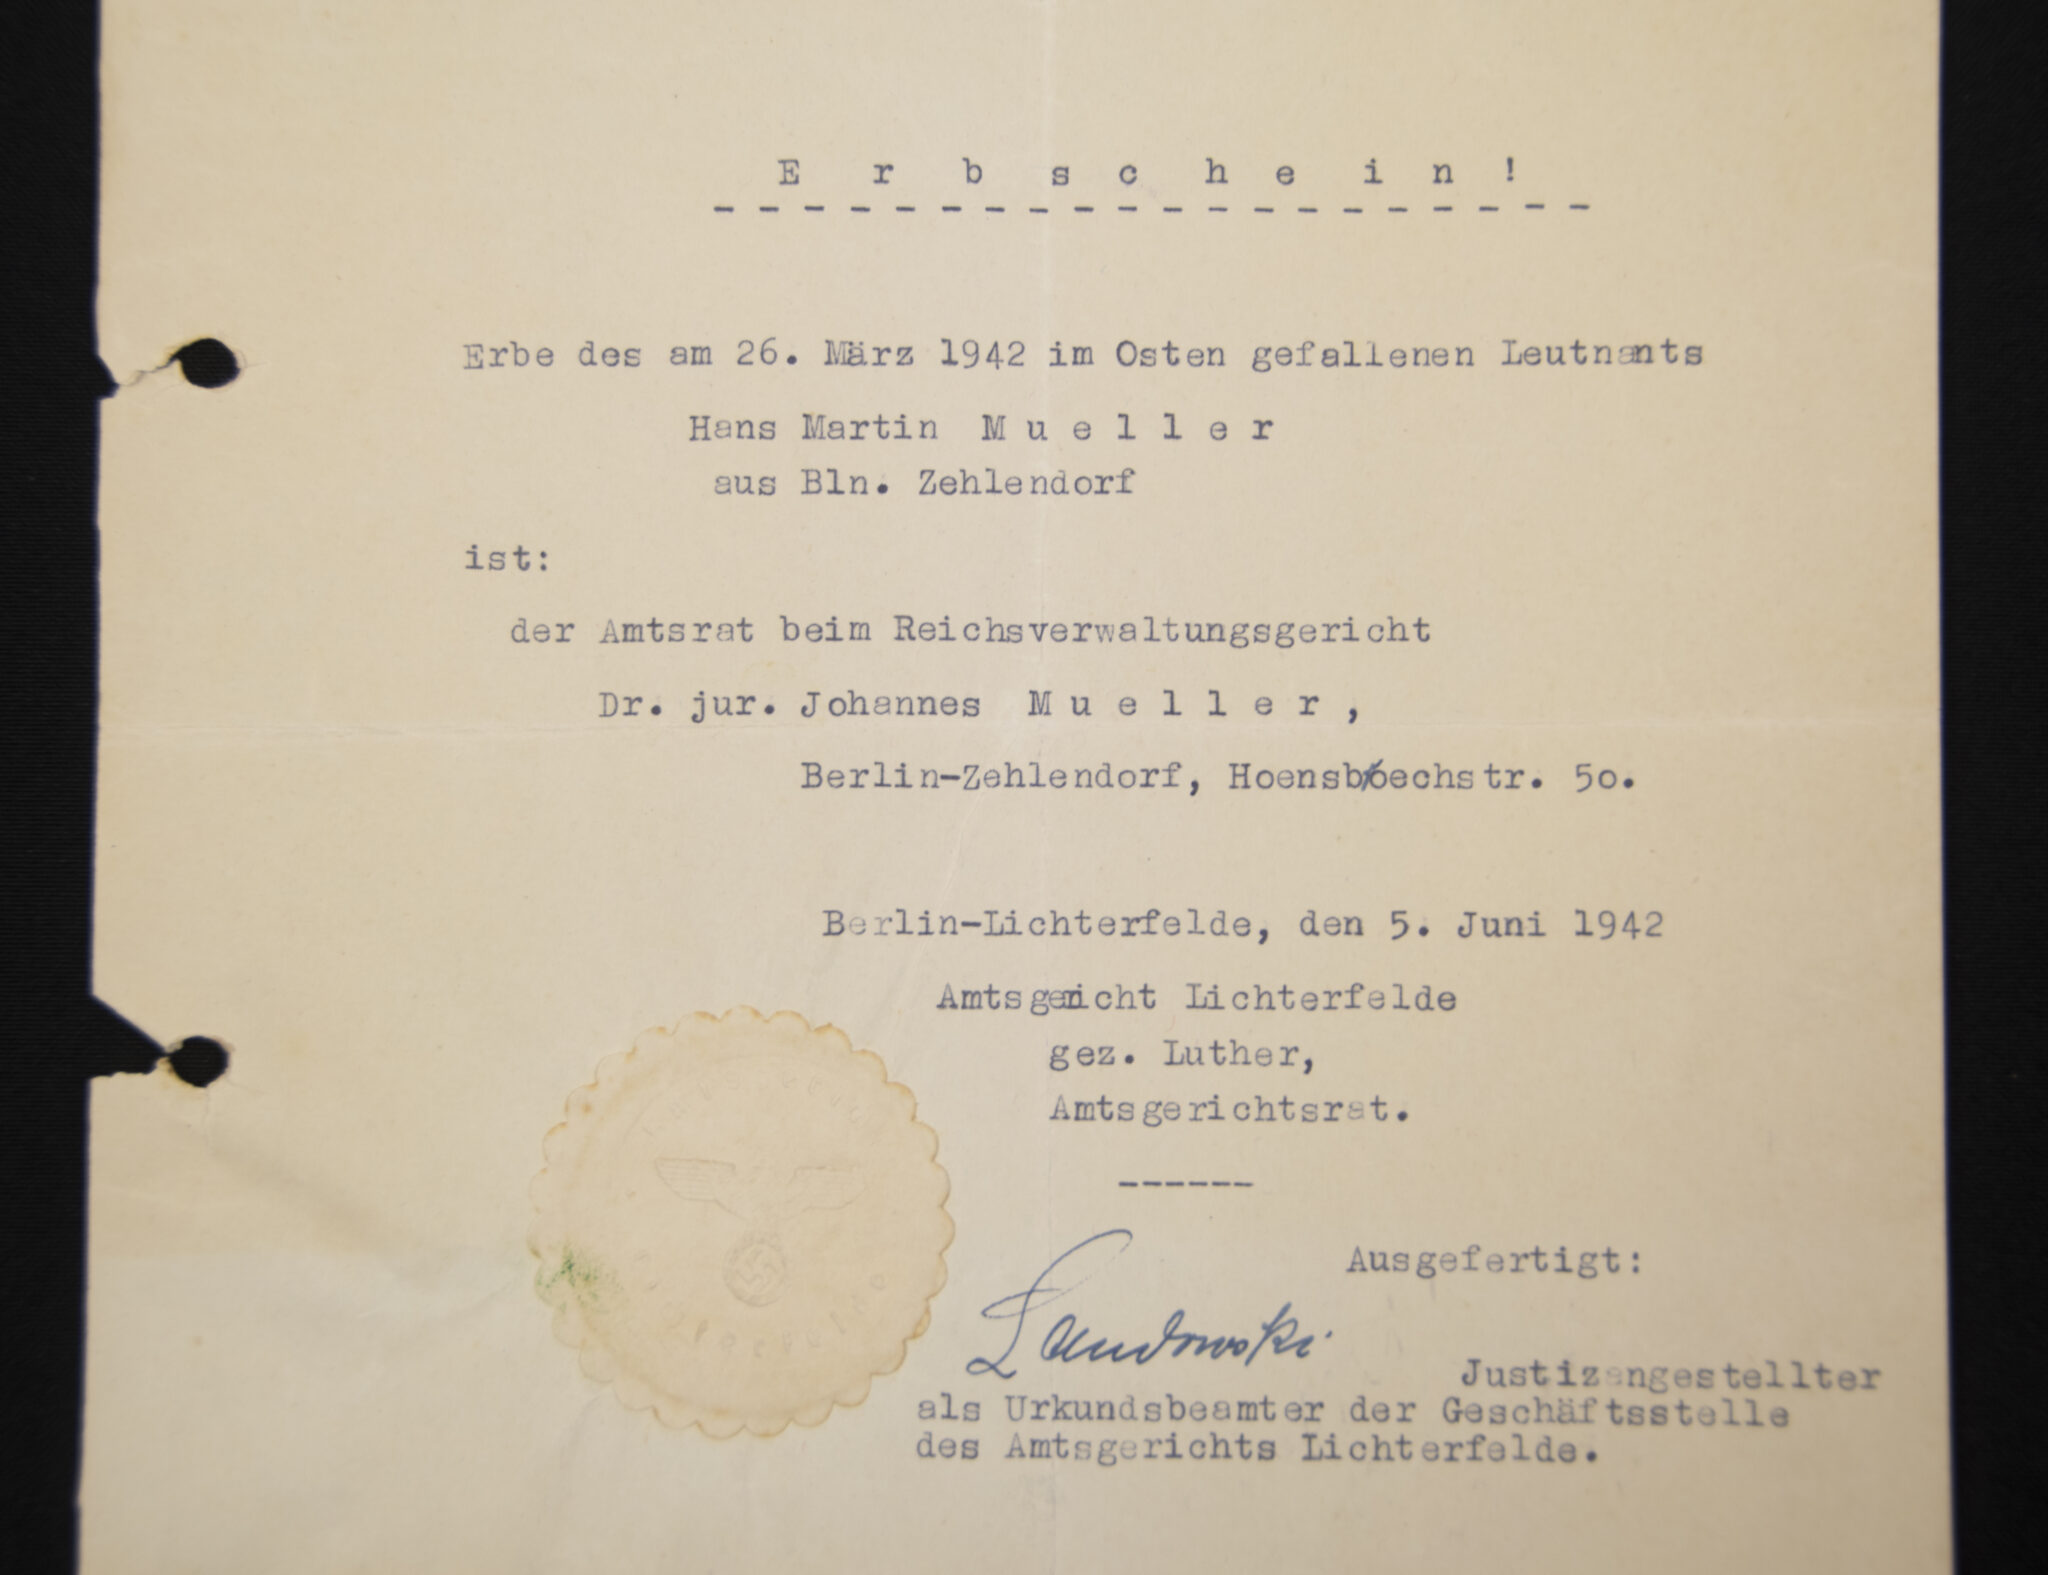 E r b s c h e i n !
Erbe des am 26. März 1942 im Osten gefallenen Leutnants
Hans Martin M u e l l e r
aus Bln. Zehlendorf
ist:
der Amtsrat beim Reichsverwaltungsgericht
Dr. jur. Johannes M u e l l e r ,
Berlin-Zehlendorf, Hoensbroechstr. 50.
Berlin-Lichterfelde, den 5. Juni 1942
Amtsgericht Lichterfelde
gez. Luther,
Amtsgerichtsrat.
------
Ausgefertigt:
Landowski
Justizangestellter
als Urkundsbeamter der Geschäftsstelle
des Amtsgerichts Lichterfelde.